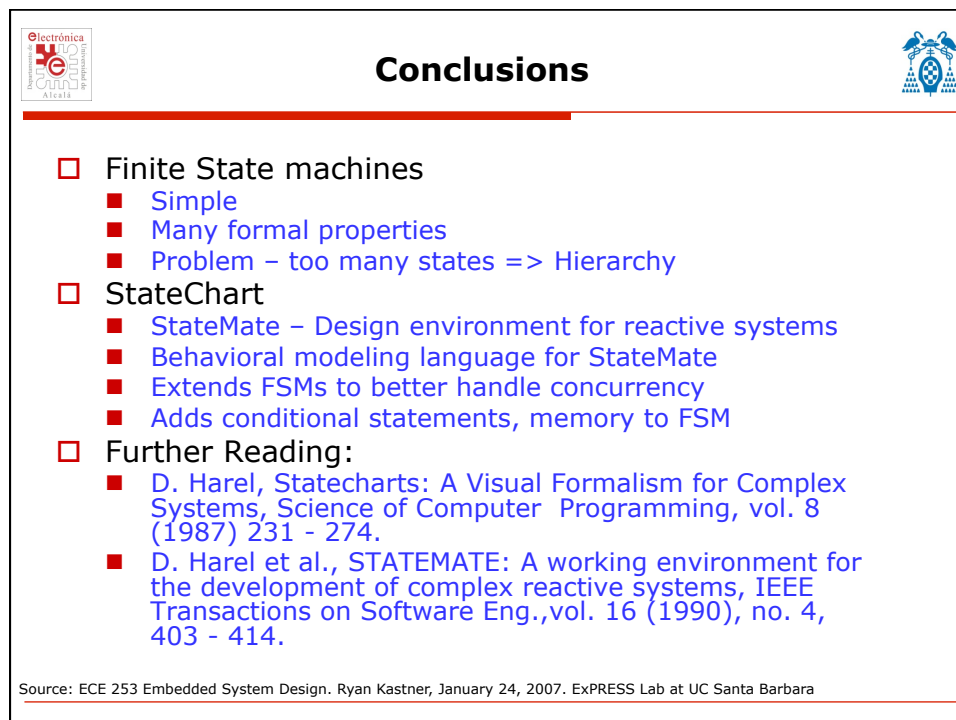 electrónica
Departamento de
Universidad de
Alcalá
Conclusions
Finite State machines
Simple
Many formal properties
Problem – too many states => Hierarchy
StateChart
StateMate – Design environment for reactive systems
Behavioral modeling language for StateMate
Extends FSMs to better handle concurrency
Adds conditional statements, memory to FSM
Further Reading:
D. Harel, Statecharts: A Visual Formalism for Complex
Systems, Science of Computer  Programming, vol. 8
(1987) 231 - 274.
D. Harel et al., STATEMATE: A working environment for
the development of complex reactive systems, IEEE
Transactions on Software Eng.,vol. 16 (1990), no. 4,
403 - 414.
Source: ECE 253 Embedded System Design. Ryan Kastner, January 24, 2007. ExPRESS Lab at UC Santa Barbara